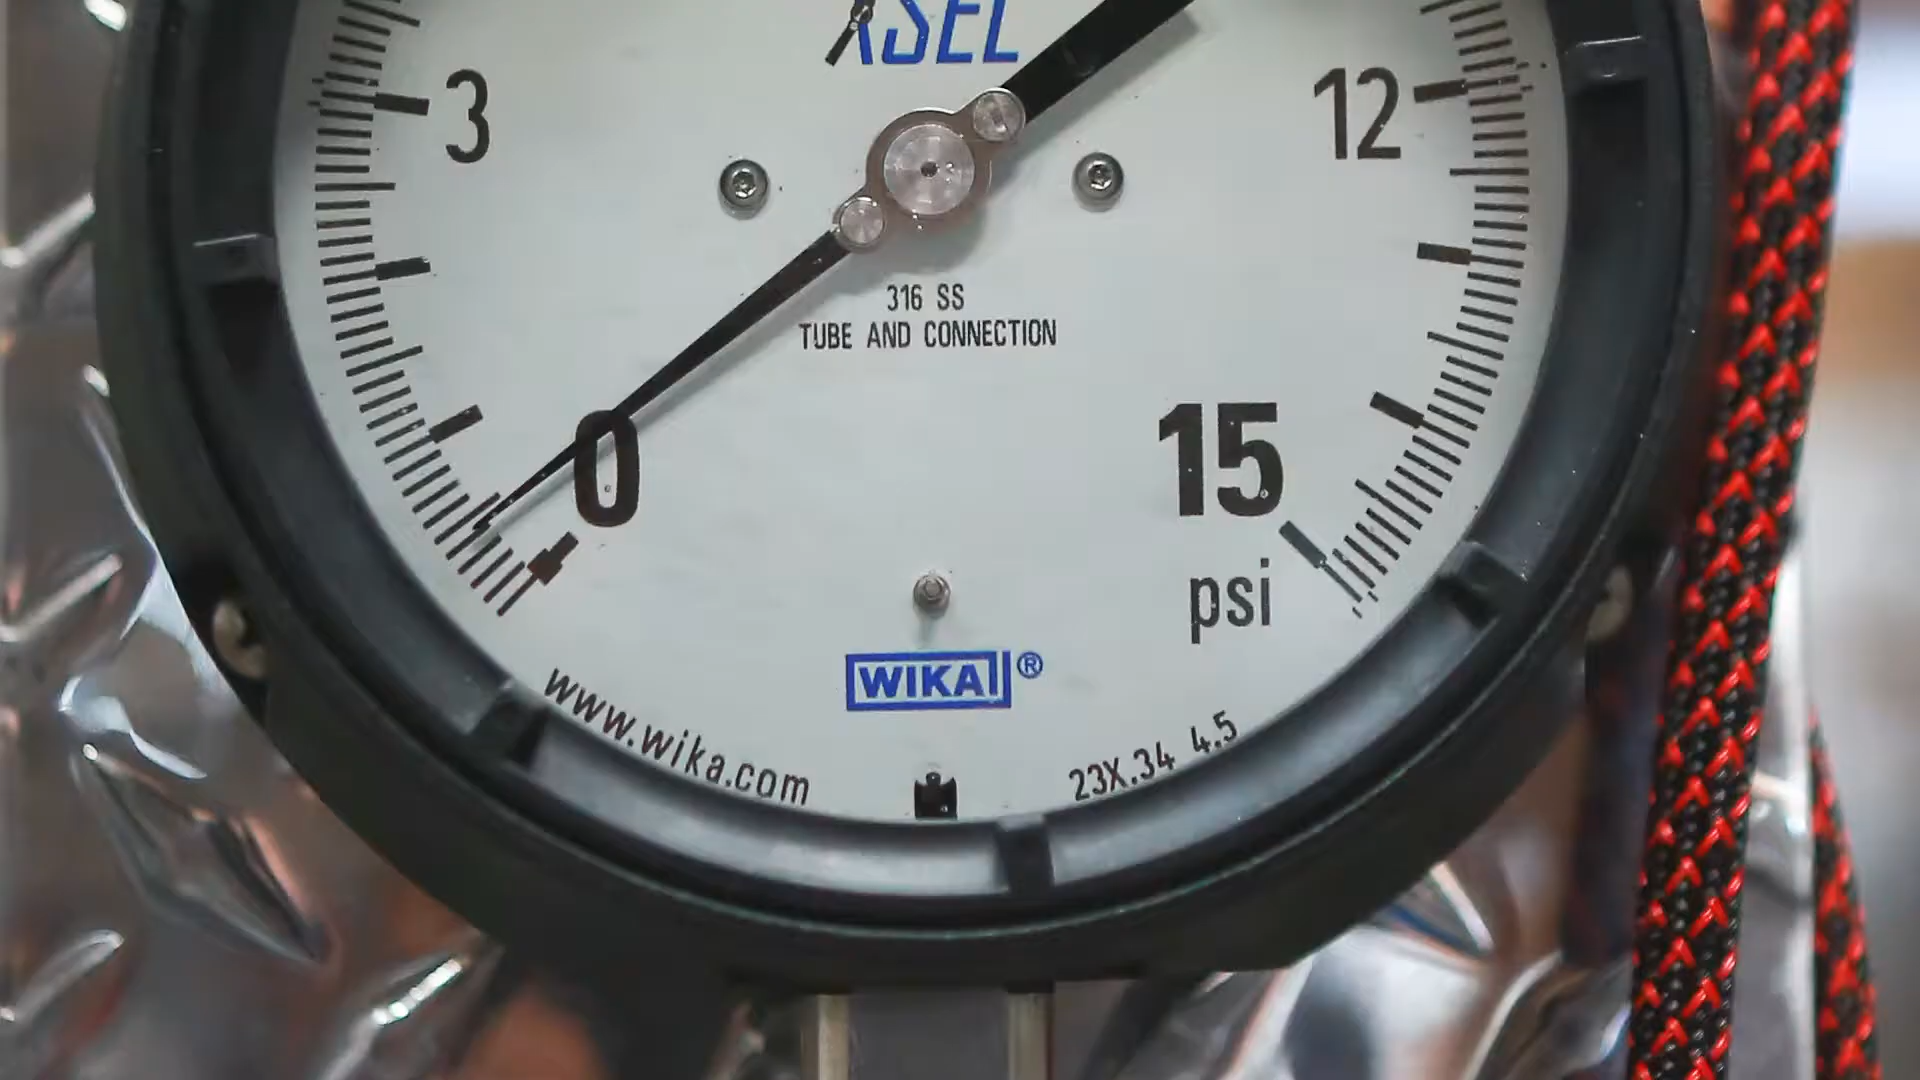 XSEL
3
12
316 SS
TUBE AND CONNECTION
0
15
psi
WIKA®
www.wika.com
23X.34 4.5